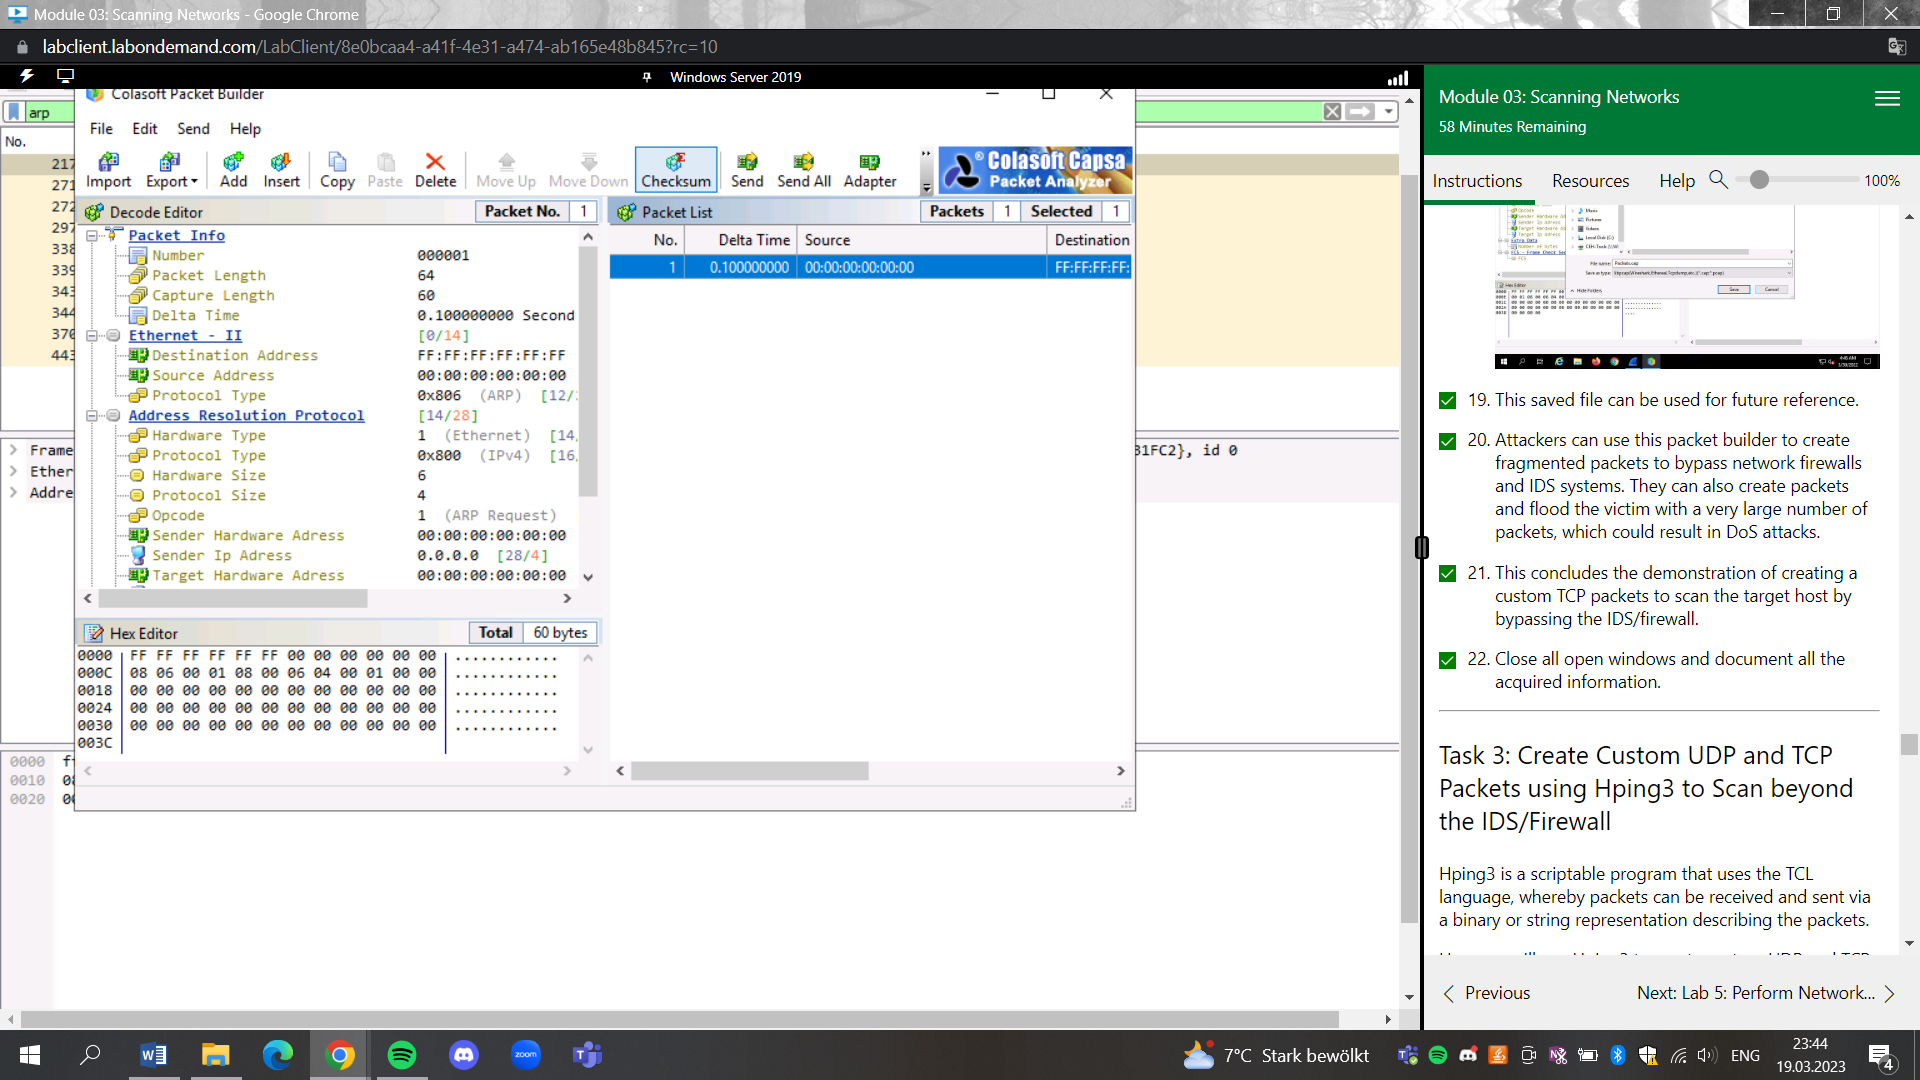 Module 03: Scanning Networks - Google Chrome
labclient.labondemand.com/LabClient/8e0bcaa4-a41f-4e31-a474-ab165e48b845?rc=10
Windows Server 2019
Colasoft Packet Builder
File Edit Send Help
Import Export Add Insert Copy Paste Delete Move Up Move Down Checksum Send Send All Adapter
Colasoft Capsa
Packet Analyzer
arp
No.
217
271
272
297
338
339
343
344
370
443
Decode Editor Packet No. 1
Packet Info
Number 000001
Packet Length 64
Capture Length 60
Delta Time 0.100000000 Second
Ethernet - II [0/14]
Destination Address FF:FF:FF:FF:FF:FF
Source Address 00:00:00:00:00:00
Protocol Type 0x806 (ARP) [12/
Address Resolution Protocol [14/28]
Hardware Type 1 (Ethernet) [14,
Protocol Type 0x800 (IPv4) [16,
Hardware Size 6
Protocol Size 4
Opcode 1 (ARP Request)
Sender Hardware Adress 00:00:00:00:00:00
Sender Ip Adress 0.0.0.0 [28/4]
Target Hardware Adress 00:00:00:00:00:00
Packet List Packets 1 Selected 1
No. Delta Time Source Destination
1 0.100000000 00:00:00:00:00:00 FF:FF:FF:FF:
Hex Editor Total 60 bytes
0000 FF FF FF FF FF FF 00 00 00 00 00 00 ............
000C 08 06 00 01 08 00 06 04 00 01 00 00 ............
0018 00 00 00 00 00 00 00 00 00 00 00 00 ............
0024 00 00 00 00 00 00 00 00 00 00 00 00 ............
0030 00 00 00 00 00 00 00 00 00 00 00 00 ............
003C
Frame
Ether
Addre
31FC2}, id 0
0000 f
0010 0
0020 0
Module 03: Scanning Networks
58 Minutes Remaining
Instructions Resources Help 100%
19. This saved file can be used for future reference.
20. Attackers can use this packet builder to create
fragmented packets to bypass network firewalls
and IDS systems. They can also create packets
and flood the victim with a very large number of
packets, which could result in DoS attacks.
21. This concludes the demonstration of creating a
custom TCP packets to scan the target host by
bypassing the IDS/firewall.
22. Close all open windows and document all the
acquired information.
Task 3: Create Custom UDP and TCP
Packets using Hping3 to Scan beyond
the IDS/Firewall
Hping3 is a scriptable program that uses the TCL
language, whereby packets can be received and sent via
a binary or string representation describing the packets.
Previous Next: Lab 5: Perform Network...
zoom
7°C Stark bewölkt ENG 23:44
19.03.2023 4